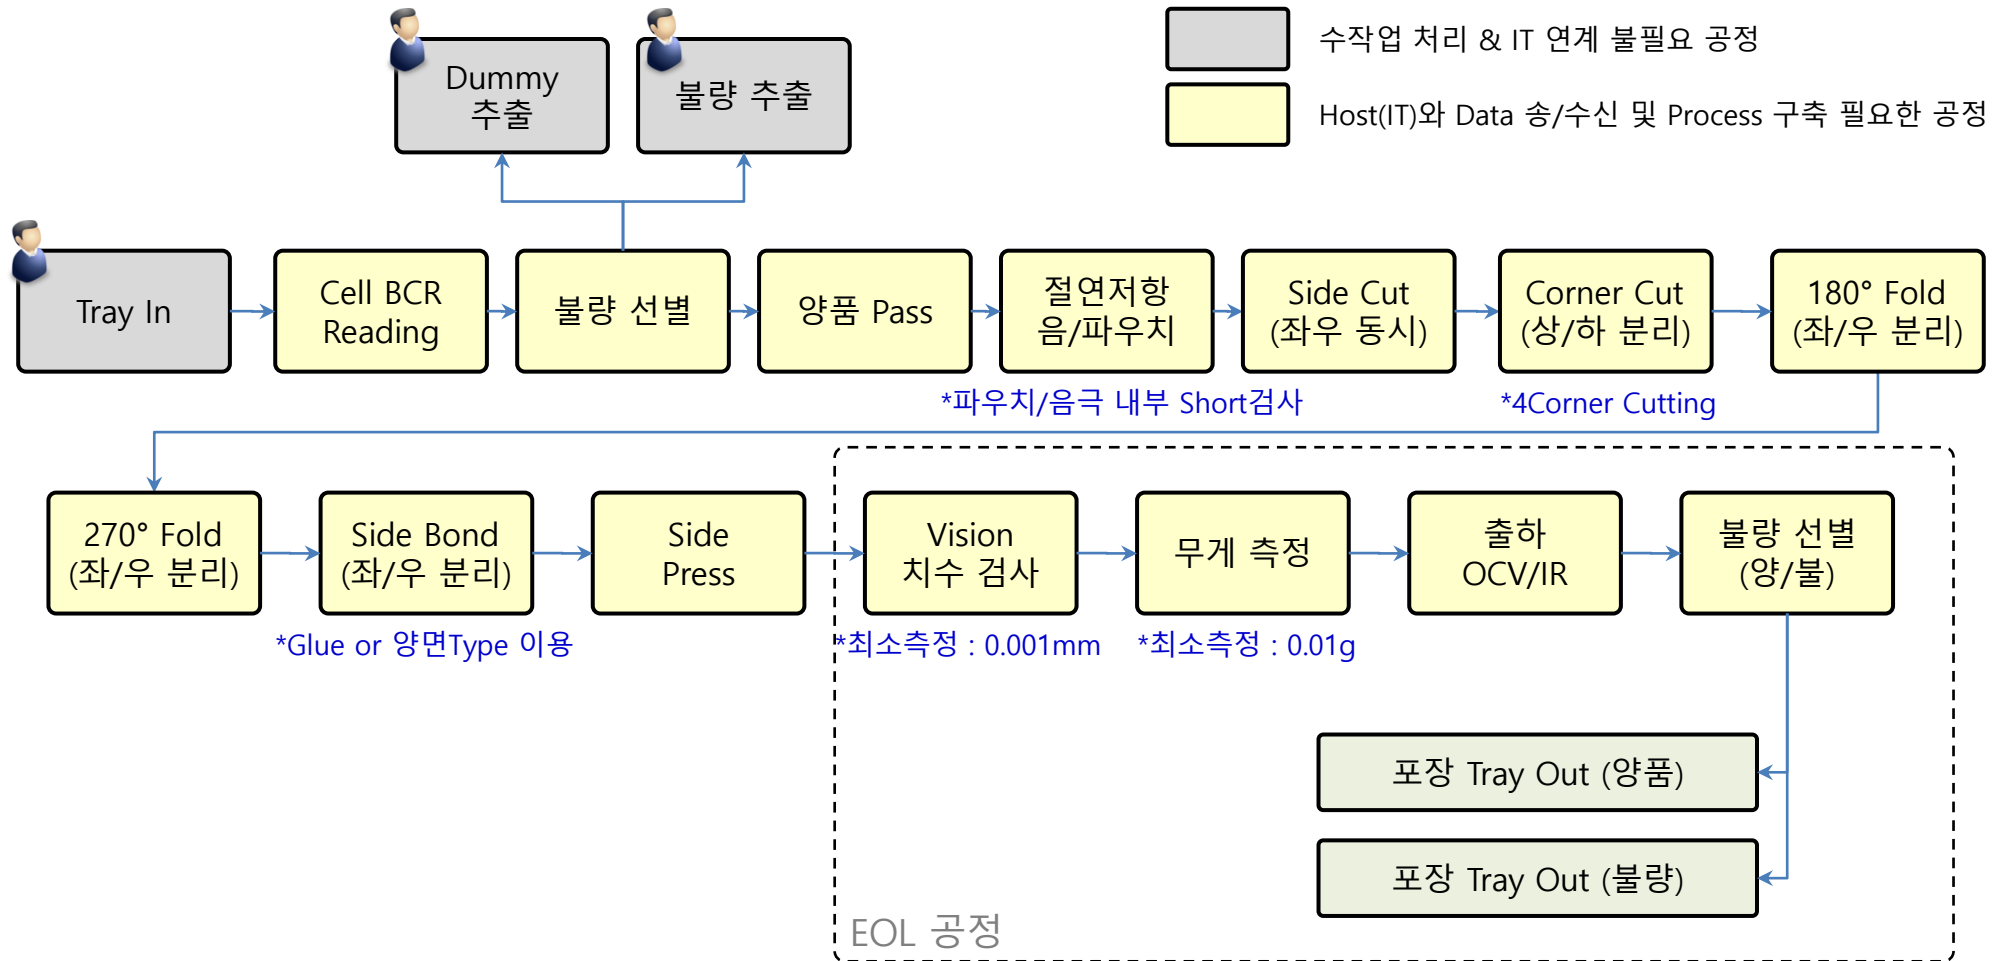 수작업 처리 & IT 연계 불필요 공정
Host(IT)와 Data 송/수신 및 Process 구축 필요한 공정
Dummy
추출
불량 추출
Tray In
Cell BCR
Reading
불량 선별
양품 Pass
절연저항
음/파우치
Side Cut
(좌우 동시)
Corner Cut
(상/하 분리)
180° Fold
(좌/우 분리)
*파우치/음극 내부 Short검사
*4Corner Cutting
270° Fold
(좌/우 분리)
Side Bond
(좌/우 분리)
Side
Press
Vision
치수 검사
무게 측정
출하
OCV/IR
불량 선별
(양/불)
*Glue or 양면Type 이용
*최소측정 : 0.001mm
*최소측정 : 0.01g
포장 Tray Out (양품)
포장 Tray Out (불량)
EOL 공정